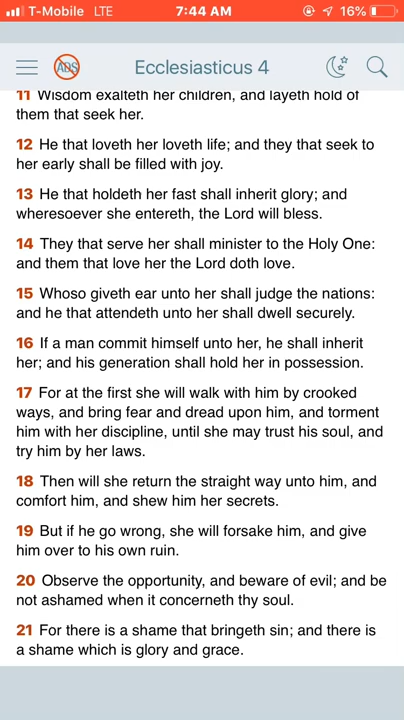 T-Mobile LTE 7:44 AM 16%
ADS Ecclesiasticus 4
11 Wisdom exalteth her children, and layeth hold of
them that seek her.
12 He that loveth her loveth life; and they that seek to
her early shall be filled with joy.
13 He that holdeth her fast shall inherit glory; and
wheresoever she entereth, the Lord will bless.
14 They that serve her shall minister to the Holy One:
and them that love her the Lord doth love.
15 Whoso giveth ear unto her shall judge the nations:
and he that attendeth unto her shall dwell securely.
16 If a man commit himself unto her, he shall inherit
her; and his generation shall hold her in possession.
17 For at the first she will walk with him by crooked
ways, and bring fear and dread upon him, and torment
him with her discipline, until she may trust his soul, and
try him by her laws.
18 Then will she return the straight way unto him, and
comfort him, and shew him her secrets.
19 But if he go wrong, she will forsake him, and give
him over to his own ruin.
20 Observe the opportunity, and beware of evil; and be
not ashamed when it concerneth thy soul.
21 For there is a shame that bringeth sin; and there is
a shame which is glory and grace.